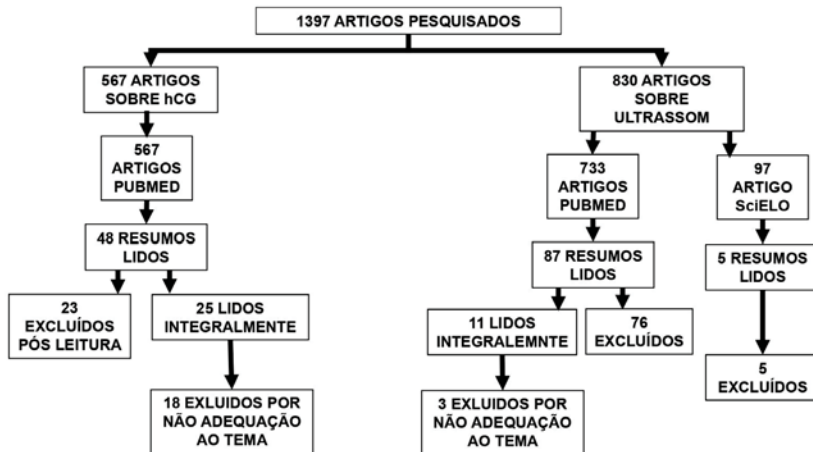 1397 ARTIGOS PESQUISADOS
567 ARTIGOS
SOBRE hCG
830 ARTIGOS
SOBRE
ULTRASSOM
567
ARTIGOS
PUBMED
733
ARTIGOS
PUBMED
97
ARTIGO
SciELO
48 RESUMOS
LIDOS
87 RESUMOS
LIDOS
5 RESUMOS
LIDOS
23
EXCLUÍDOS
PÓS LEITURA
25 LIDOS
INTEGRALMENTE
11 LIDOS
INTEGRALEMNTE
76
EXCLUÍDOS
5
EXCLUÍDOS
18 EXLUIDOS POR
NÃO ADEQUAÇÃO
AO TEMA
3 EXLUIDOS POR
NÃO ADEQUAÇÃO
AO TEMA